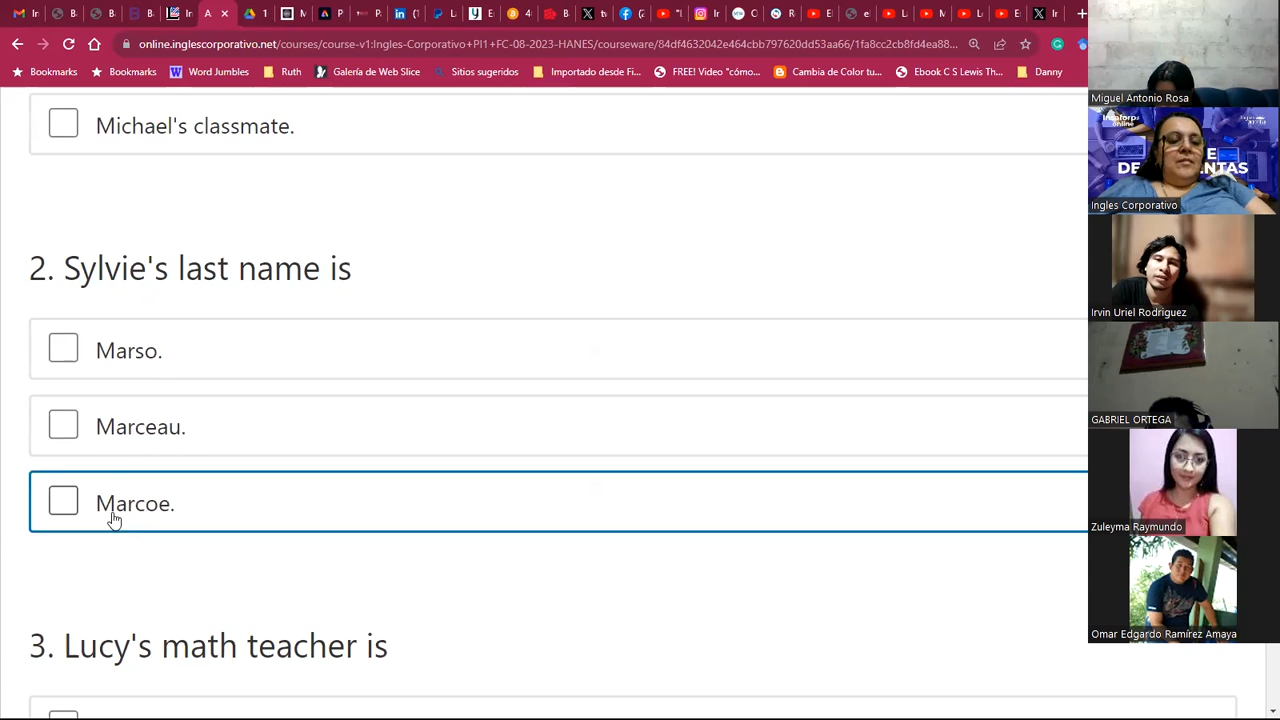 online.inglescorporativo.net/courses/course-v1:Ingles-Corporativo+PI1+FC-08-2023-HANES/courseware/84df4632042e464cbb797620dd53aa66/1fa8cc2cb8fd4ea88...
Bookmarks
Bookmarks
Word Jumbles
Ruth
Galería de Web Slice
Sitios sugeridos
Importado desde Fi...
FREE! Video "cómo...
Cambia de Color tu...
Ebook C S Lewis Th...
Danny
Michael's classmate.
2. Sylvie's last name is
Marso.
Marceau.
Marcoe.
3. Lucy's math teacher is
Miguel Antonio Rosa
Ingles Corporativo
Irvin Uriel Rodriguez
GABRIEL ORTEGA
Zuleyma Raymundo
Omar Edgardo Ramírez Amaya